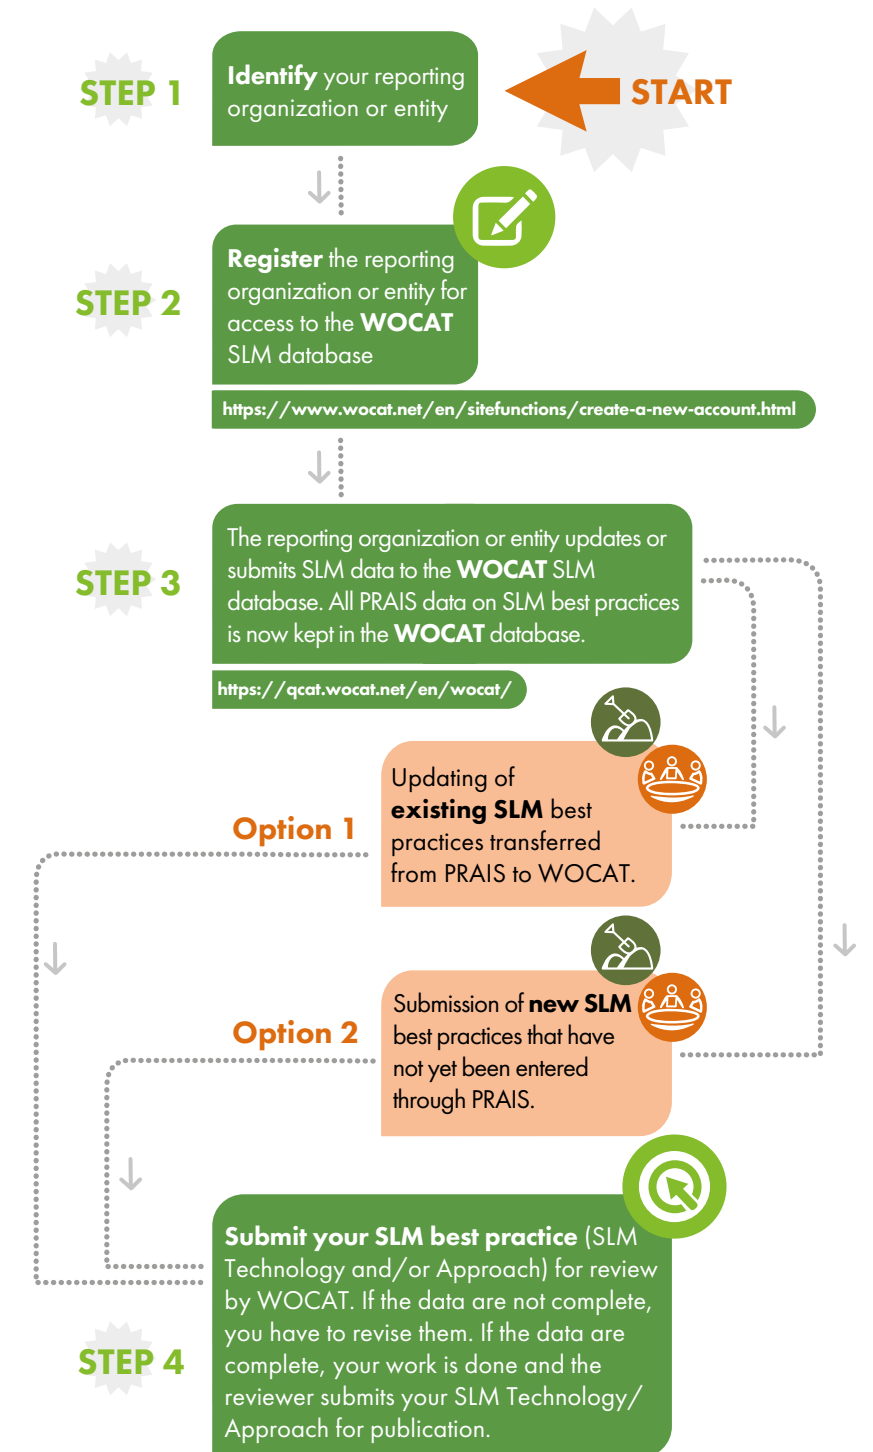 STEP 1
Identify your reporting
organization or entity
START
STEP 2
Register the reporting
organization or entity for
access to the WOCAT
SLM database
https://www.wocat.net/en/sitefunctions/create-a-new-account.html
STEP 3
The reporting organization or entity updates or
submits SLM data to the WOCAT SLM
database. All PRAIS data on SLM best practices
is now kept in the WOCAT database.
https://qcat.wocat.net/en/wocat/
Option 1
Updating of
existing SLM best
practices transferred
from PRAIS to WOCAT.
Option 2
Submission of new SLM
best practices that have
not yet been entered
through PRAIS.
STEP 4
Submit your SLM best practice (SLM
Technology and/or Approach) for review
by WOCAT. If the data are not complete,
you have to revise them. If the data are
complete, your work is done and the
reviewer submits your SLM Technology/
Approach for publication.